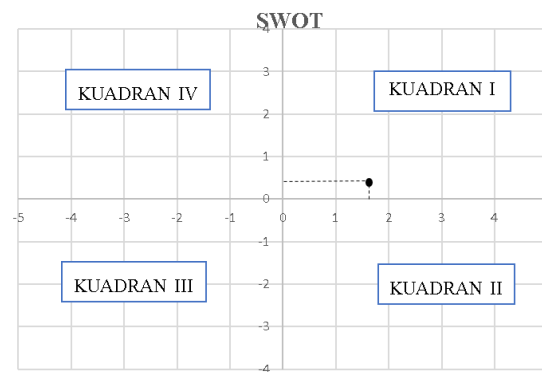 SWOT
4
KUADRAN IV
3
KUADRAN I
2
1
0
-5 -4 -3 -2 -1 0 1 2 3 4
-1
KUADRAN III
-2
KUADRAN II
-3
-4